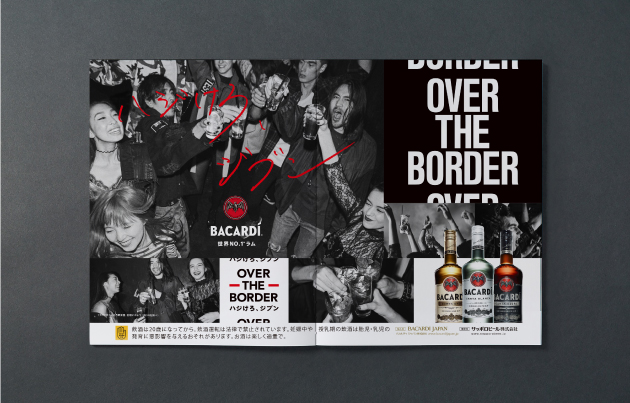 ハジけろ、
ジブン
BACARDÍ
世界NO.1ラム
BORDER
OVER
THE
BORDER
OVER
ハジけろ、ジブン
OVER
THE
BORDER
ハジけろ、ジブン
OVER
BACARDÍ
BACARDÍ
BACARDÍ
飲酒は20歳になってから。飲酒運転は法律で禁止されています。妊娠中や授乳期の飲酒は胎児・乳児の
発育に悪影響を与えるおそれがあります。お酒は楽しく適量で。
BACARDI JAPAN
サッポロビール株式会社